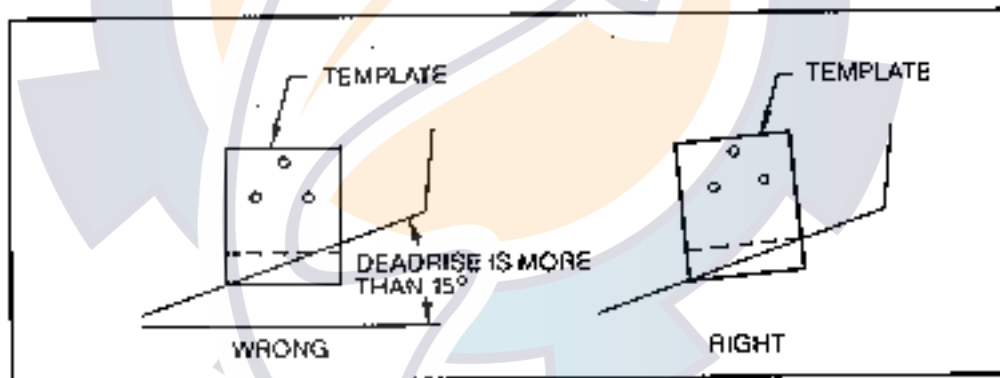 TEMPLATE
TEMPLATE
DEADRISE IS MORE
THAN 15°
WRONG
RIGHT